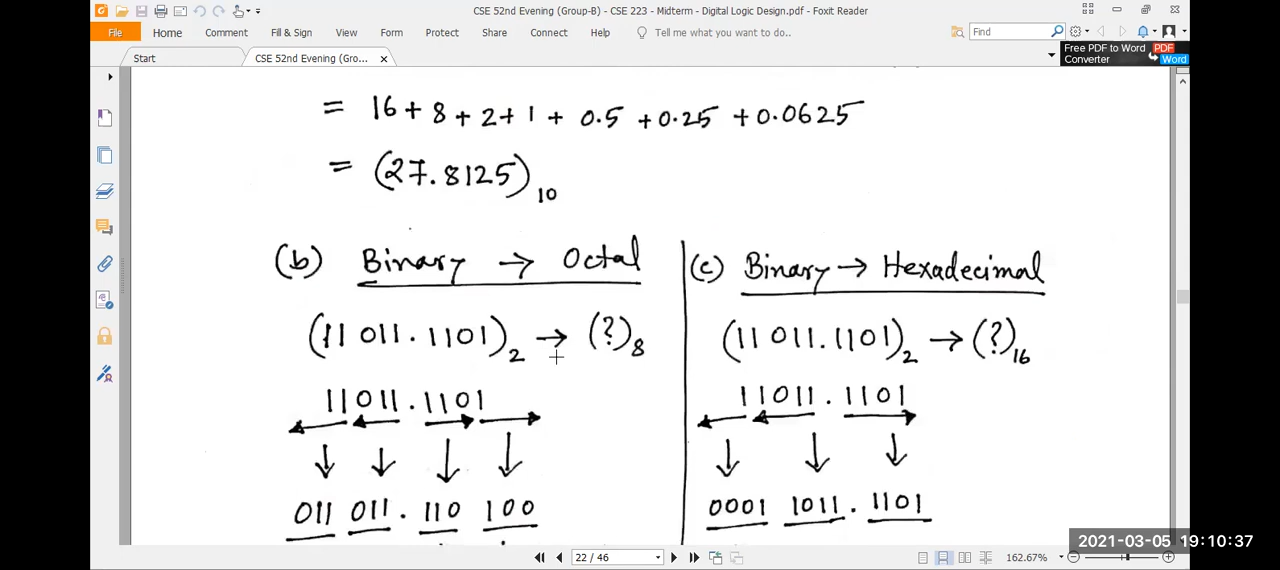 CSE 52nd Evening (Group-B) - CSE 223 - Midterm - Digital Logic Design.pdf - Foxit Reader
File Home Comment Fill & Sign View Form Protect Share Connect Help Tell me what you want to do.. Find
Start CSE 52nd Evening (Gro... Free PDF to Word Converter PDF Word
= 16 + 8 + 2 + 1 + 0.5 + 0.25 + 0.0625
= (27.8125)10
(b) Binary → Octal
(11 011.1101)2 → (?)8
11011.1101
011 011. 110 100
(c) Binary → Hexadecimal
(11 011.1101)2 → (?)16
11011.1101
0001 1011.1101
22 / 46 162.67%
2021-03-05 19:10:37